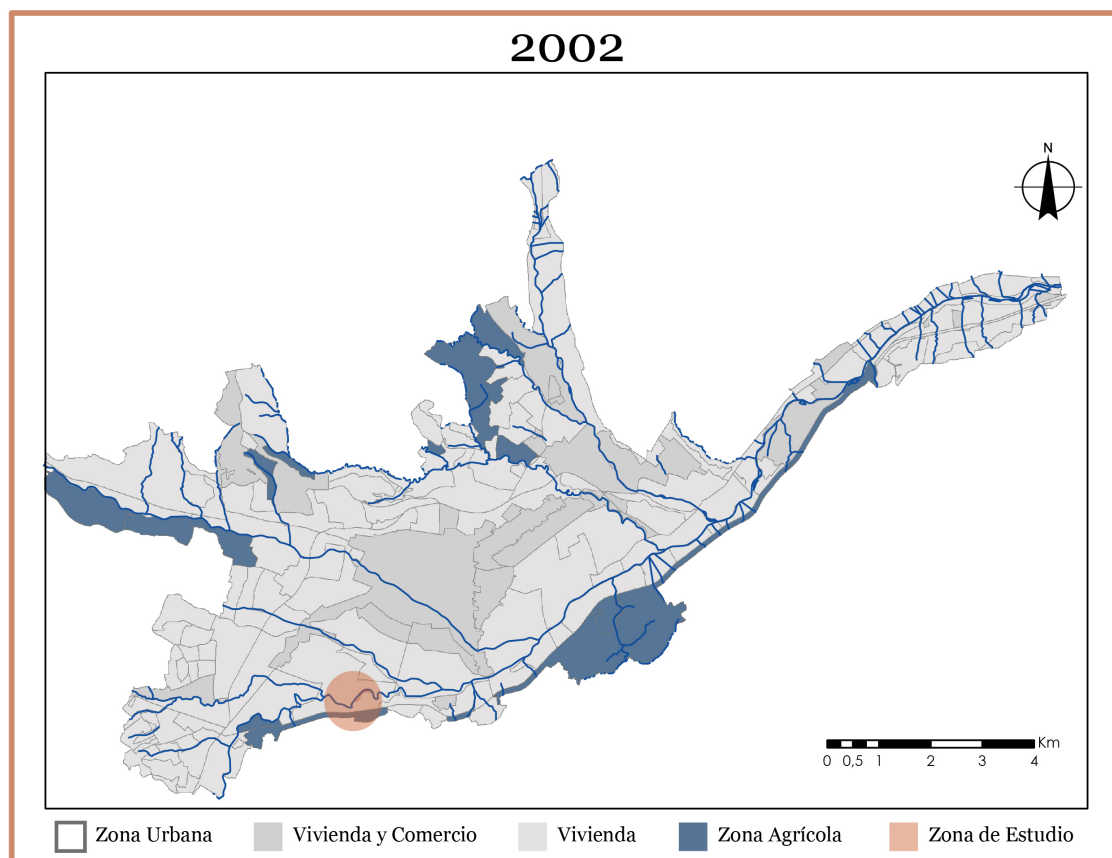 2002
N
Km
0 0,5 1 2 3 4
Zona Urbana Vivienda y Comercio Vivienda Zona Agrícola Zona de Estudio